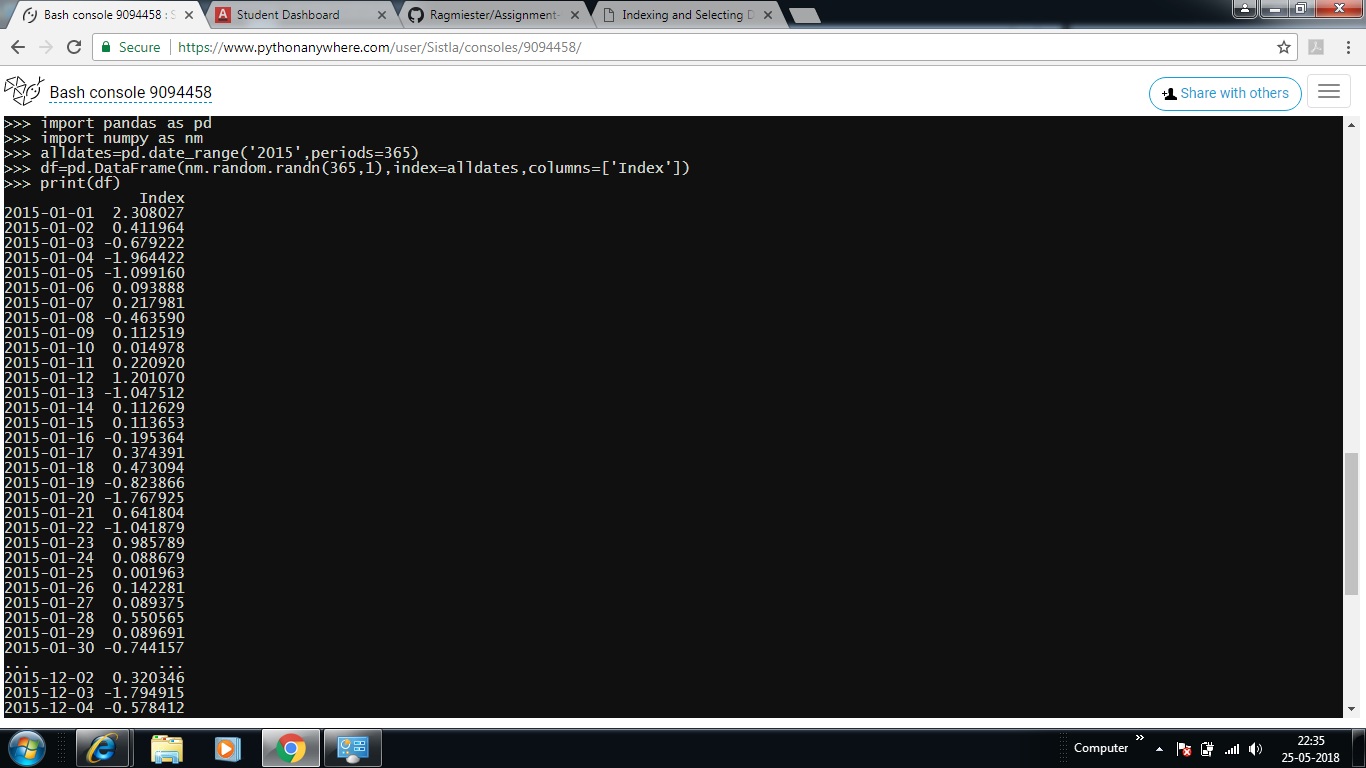 Bash console 9094458 : S
Student Dashboard
Ragmiester/Assignment-
Indexing and Selecting D
Secure
https://www.pythonanywhere.com/user/Sistla/consoles/9094458/
Bash console 9094458
Share with others
>>> import pandas as pd
>>> import numpy as nm
>>> alldates=pd.date_range('2015',periods=365)
>>> df=pd.DataFrame(nm.random.randn(365,1),index=alldates,columns=['Index'])
>>> print(df)
Index
2015-01-01 2.308027
2015-01-02 0.411964
2015-01-03 -0.679222
2015-01-04 -1.964422
2015-01-05 -1.099160
2015-01-06 0.093888
2015-01-07 0.217981
2015-01-08 -0.463590
2015-01-09 0.112519
2015-01-10 0.014978
2015-01-11 0.220920
2015-01-12 1.201070
2015-01-13 -1.047512
2015-01-14 0.112629
2015-01-15 0.113653
2015-01-16 -0.195364
2015-01-17 0.374391
2015-01-18 0.473094
2015-01-19 -0.823866
2015-01-20 -1.767925
2015-01-21 0.641804
2015-01-22 -1.041879
2015-01-23 0.985789
2015-01-24 0.088679
2015-01-25 0.001963
2015-01-26 0.142281
2015-01-27 0.089375
2015-01-28 0.550565
2015-01-29 0.089691
2015-01-30 -0.744157
... ...
2015-12-02 0.320346
2015-12-03 -1.794915
2015-12-04 -0.578412
Computer
22:35
25-05-2018